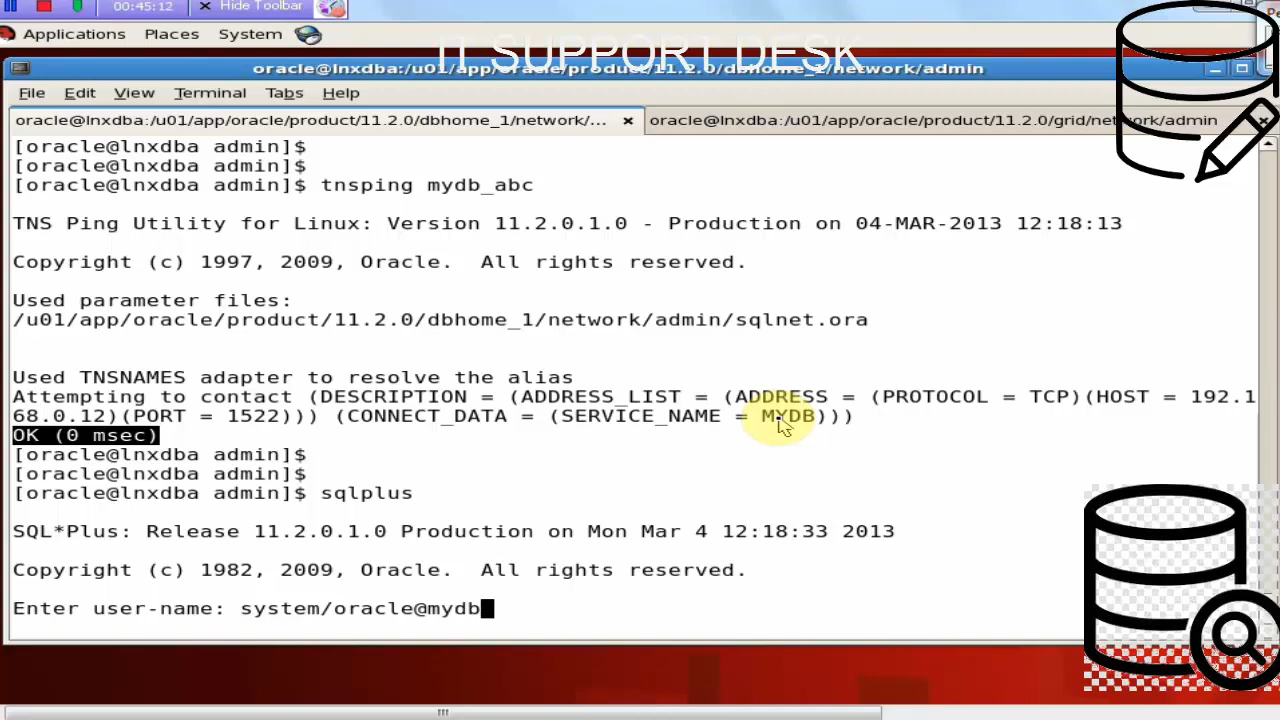 00:45:12 Hide Toolbar
Applications Places System
IT SUPPORT DESK
oracle@lnxdba:/u01/app/oracle/product/11.2.0/dbhome_1/network/admin
File Edit View Terminal Tabs Help
oracle@lnxdba:/u01/app/oracle/product/11.2.0/dbhome_1/network/... oracle@lnxdba:/u01/app/oracle/product/11.2.0/grid/network/admin
[oracle@lnxdba admin]$
[oracle@lnxdba admin]$
[oracle@lnxdba admin]$ tnsping mydb_abc
TNS Ping Utility for Linux: Version 11.2.0.1.0 - Production on 04-MAR-2013 12:18:13
Copyright (c) 1997, 2009, Oracle.  All rights reserved.
Used parameter files:
/u01/app/oracle/product/11.2.0/dbhome_1/network/admin/sqlnet.ora
Used TNSNAMES adapter to resolve the alias
Attempting to contact (DESCRIPTION = (ADDRESS_LIST = (ADDRESS = (PROTOCOL = TCP)(HOST = 192.1
68.0.12)(PORT = 1522))) (CONNECT_DATA = (SERVICE_NAME = MYDB)))
OK (0 msec)
[oracle@lnxdba admin]$
[oracle@lnxdba admin]$
[oracle@lnxdba admin]$ sqlplus
SQL*Plus: Release 11.2.0.1.0 Production on Mon Mar 4 12:18:33 2013
Copyright (c) 1982, 2009, Oracle.  All rights reserved.
Enter user-name: system/oracle@mydb